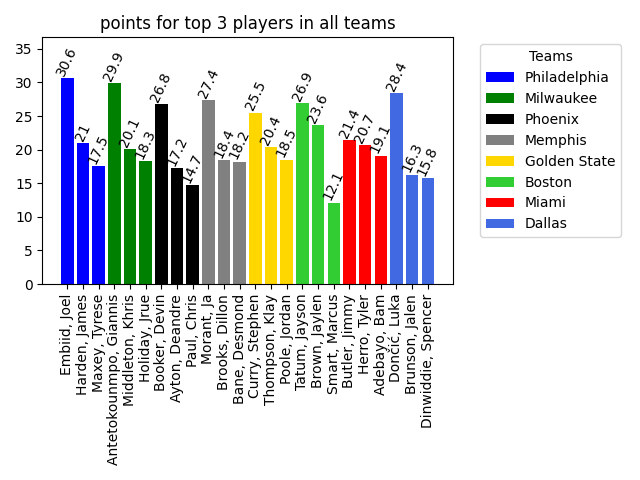 points for top 3 players in all teams
35
30
25
20
15
10
5
0
30.6
21
17.5
29.9
20.1
18.3
26.8
17.2
14.7
27.4
18.4
18.2
25.5
20.4
18.5
26.9
23.6
12.1
21.4
20.7
19.1
28.4
16.3
15.8
Embiid, Joel
Harden, James
Maxey, Tyrese
Antetokounmpo, Giannis
Middleton, Khris
Holiday, Jrue
Booker, Devin
Ayton, Deandre
Paul, Chris
Morant, Ja
Brooks, Dillon
Bane, Desmond
Curry, Stephen
Thompson, Klay
Poole, Jordan
Tatum, Jayson
Brown, Jaylen
Smart, Marcus
Butler, Jimmy
Herro, Tyler
Adebayo, Bam
Dončić, Luka
Brunson, Jalen
Dinwiddie, Spencer
Teams
Philadelphia
Milwaukee
Phoenix
Memphis
Golden State
Boston
Miami
Dallas